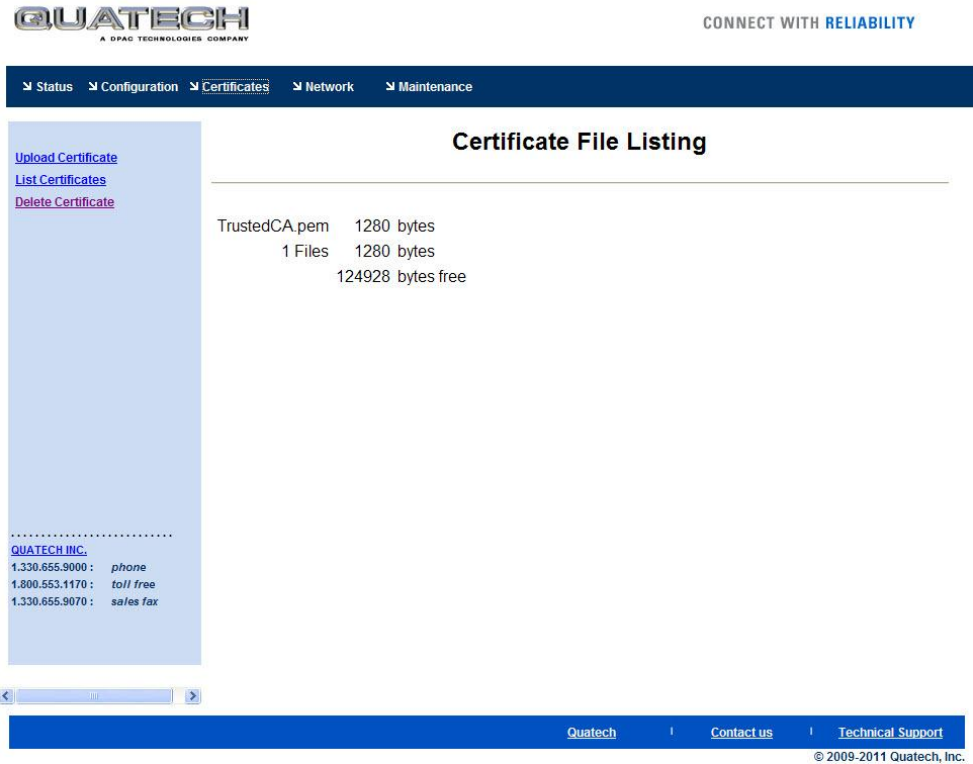 QUATECH
A DPAC TECHNOLOGIES COMPANY
CONNECT WITH RELIABILITY
Status Configuration Certificates Network Maintenance
Upload Certificate
List Certificates
Delete Certificate
Certificate File Listing
TrustedCA.pem 1280 bytes
1 Files 1280 bytes
124928 bytes free
QUATECH INC.
1.330.655.9000 : phone
1.800.553.1170 : toll free
1.330.655.9070 : sales fax
Quatech | Contact us | Technical Support
© 2009-2011 Quatech, Inc.